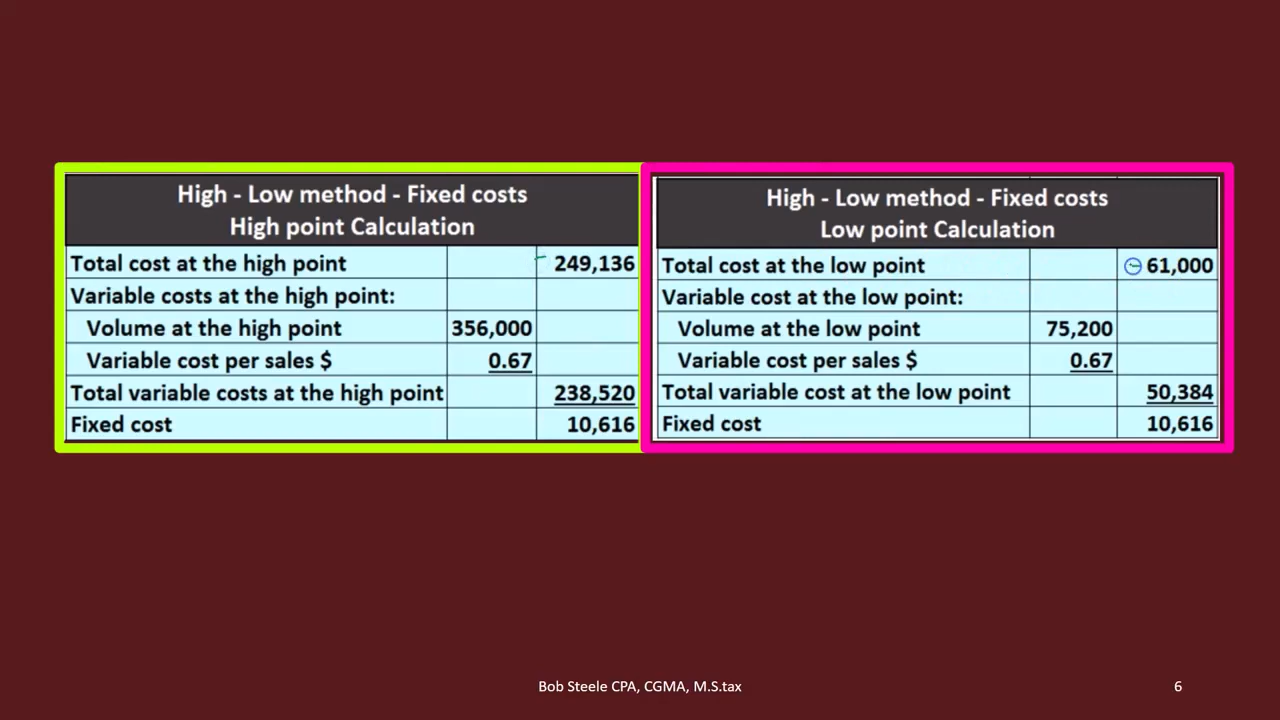 High - Low method - Fixed costs
High point Calculation
Total cost at the high point 249,136
Variable costs at the high point:
Volume at the high point 356,000
Variable cost per sales $ 0.67
Total variable costs at the high point 238,520
Fixed cost 10,616
High - Low method - Fixed costs
Low point Calculation
Total cost at the low point 61,000
Variable cost at the low point:
Volume at the low point 75,200
Variable cost per sales $ 0.67
Total variable cost at the low point 50,384
Fixed cost 10,616
Bob Steele CPA, CGMA, M.S.tax 6